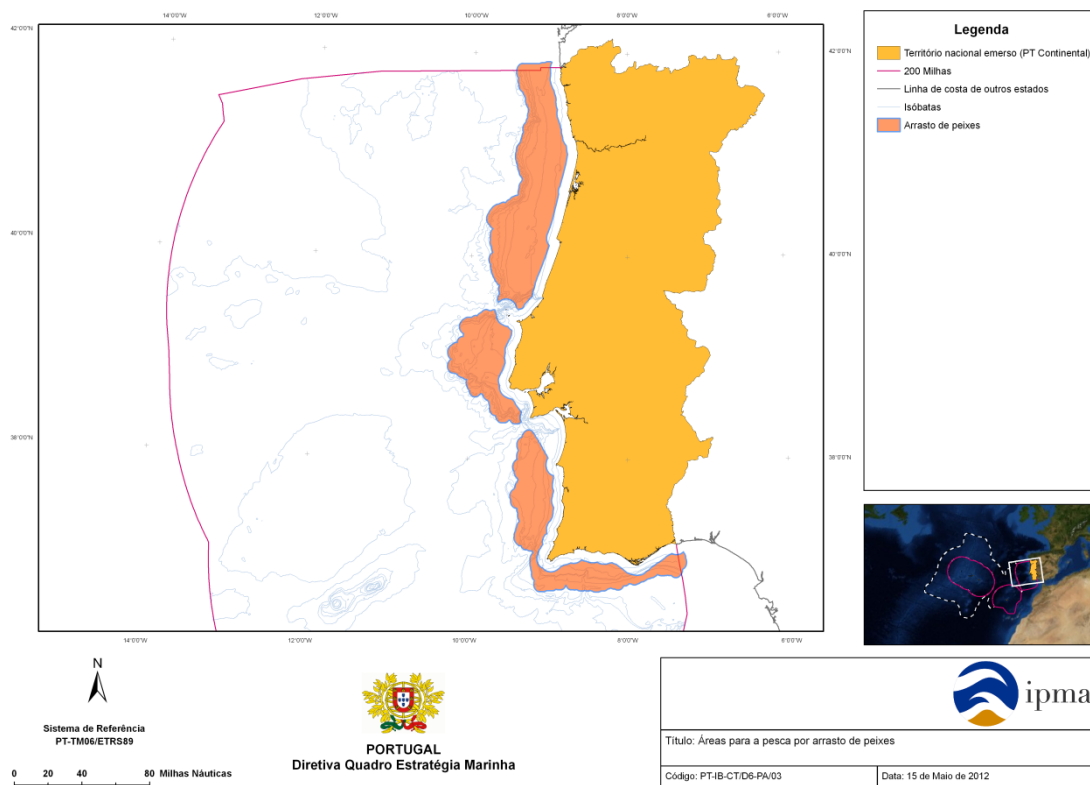 14°0'0"W
12°0'0"W
10°0'0"W
8°0'0"W
6°0'0"W
42°0'0"N
42°0'0"N
40°0'0"N
40°0'0"N
38°0'0"N
38°0'0"N
14°0'0"W
12°0'0"W
10°0'0"W
8°0'0"W
6°0'0"W
Legenda
Território nacional emerso (PT Continental)
200 Milhas
Linha de costa de outros estados
Isóbatas
Arrasto de peixes
N
Sistema de Referência
PT-TM06/ETRS89
0 20 40 80 Milhas Náuticas
PORTUGAL
Diretiva Quadro Estratégia Marinha
ipma
Título: Áreas para a pesca por arrasto de peixes
Código: PT-IB-CT/D6-PA/03
Data: 15 de Maio de 2012